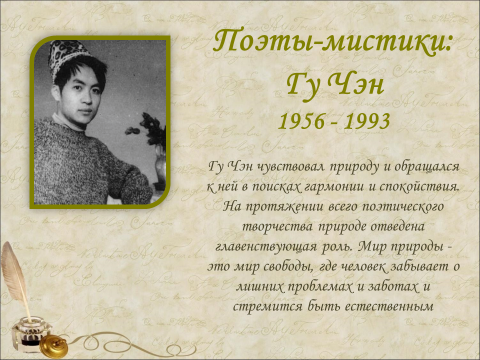 Поэты-мистики:
Гу Чэн
1956 - 1993
Гу Чэн чувствовал природу и обращался
к ней в поисках гармонии и спокойствия.
На протяжении всего поэтического
творчества природе отведена
главенствующая роль. Мир природы -
это мир свободы, где человек забывает о
лишних проблемах и заботах и
стремится быть естественным